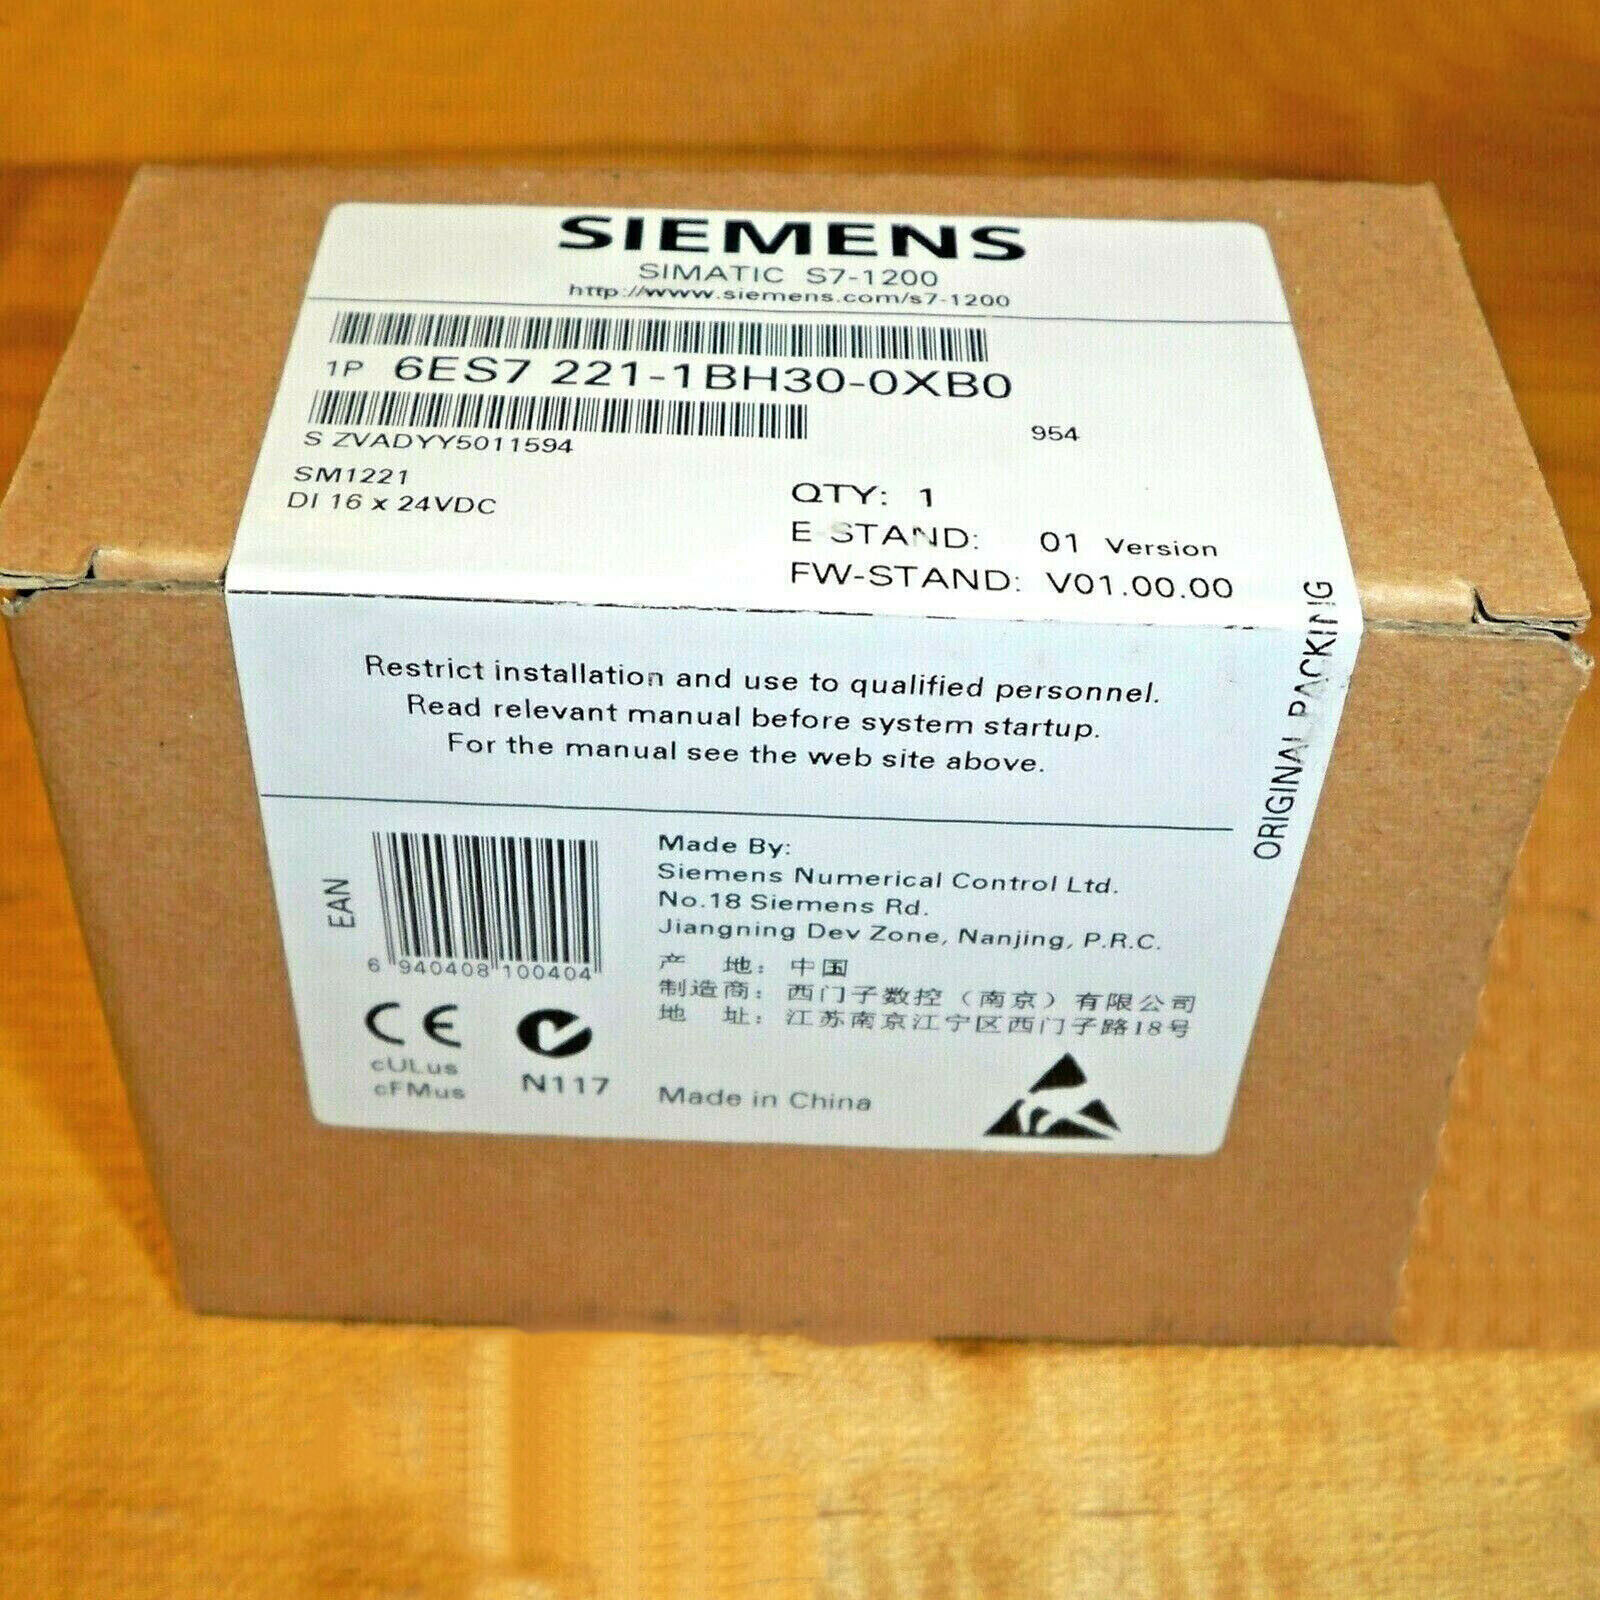 SIEMENS
SIMATIC S7-1200
http://www.siemens.com/s7-1200
1P 6ES7 221-1BH30-0XB0
S ZVADYY5011594
954
SM1221
DI 16 x 24VDC
QTY: 1
E STAND: 01 Version
FW-STAND: V01.00.00
ORIGINAL PACKING
Restrict installation and use to qualified personnel.
Read relevant manual before system startup.
For the manual see the web site above.
EAN
6 940408 100404
Made By:
Siemens Numerical Control Ltd.
No.18 Siemens Rd.
Jiangning Dev Zone, Nanjing, P.R.C.
产 地: 中国
制造商: 西门子数控（南京）有限公司
地 址: 江苏南京江宁区西门子路18号
CE
cULus
cFMus
N117
Made in China